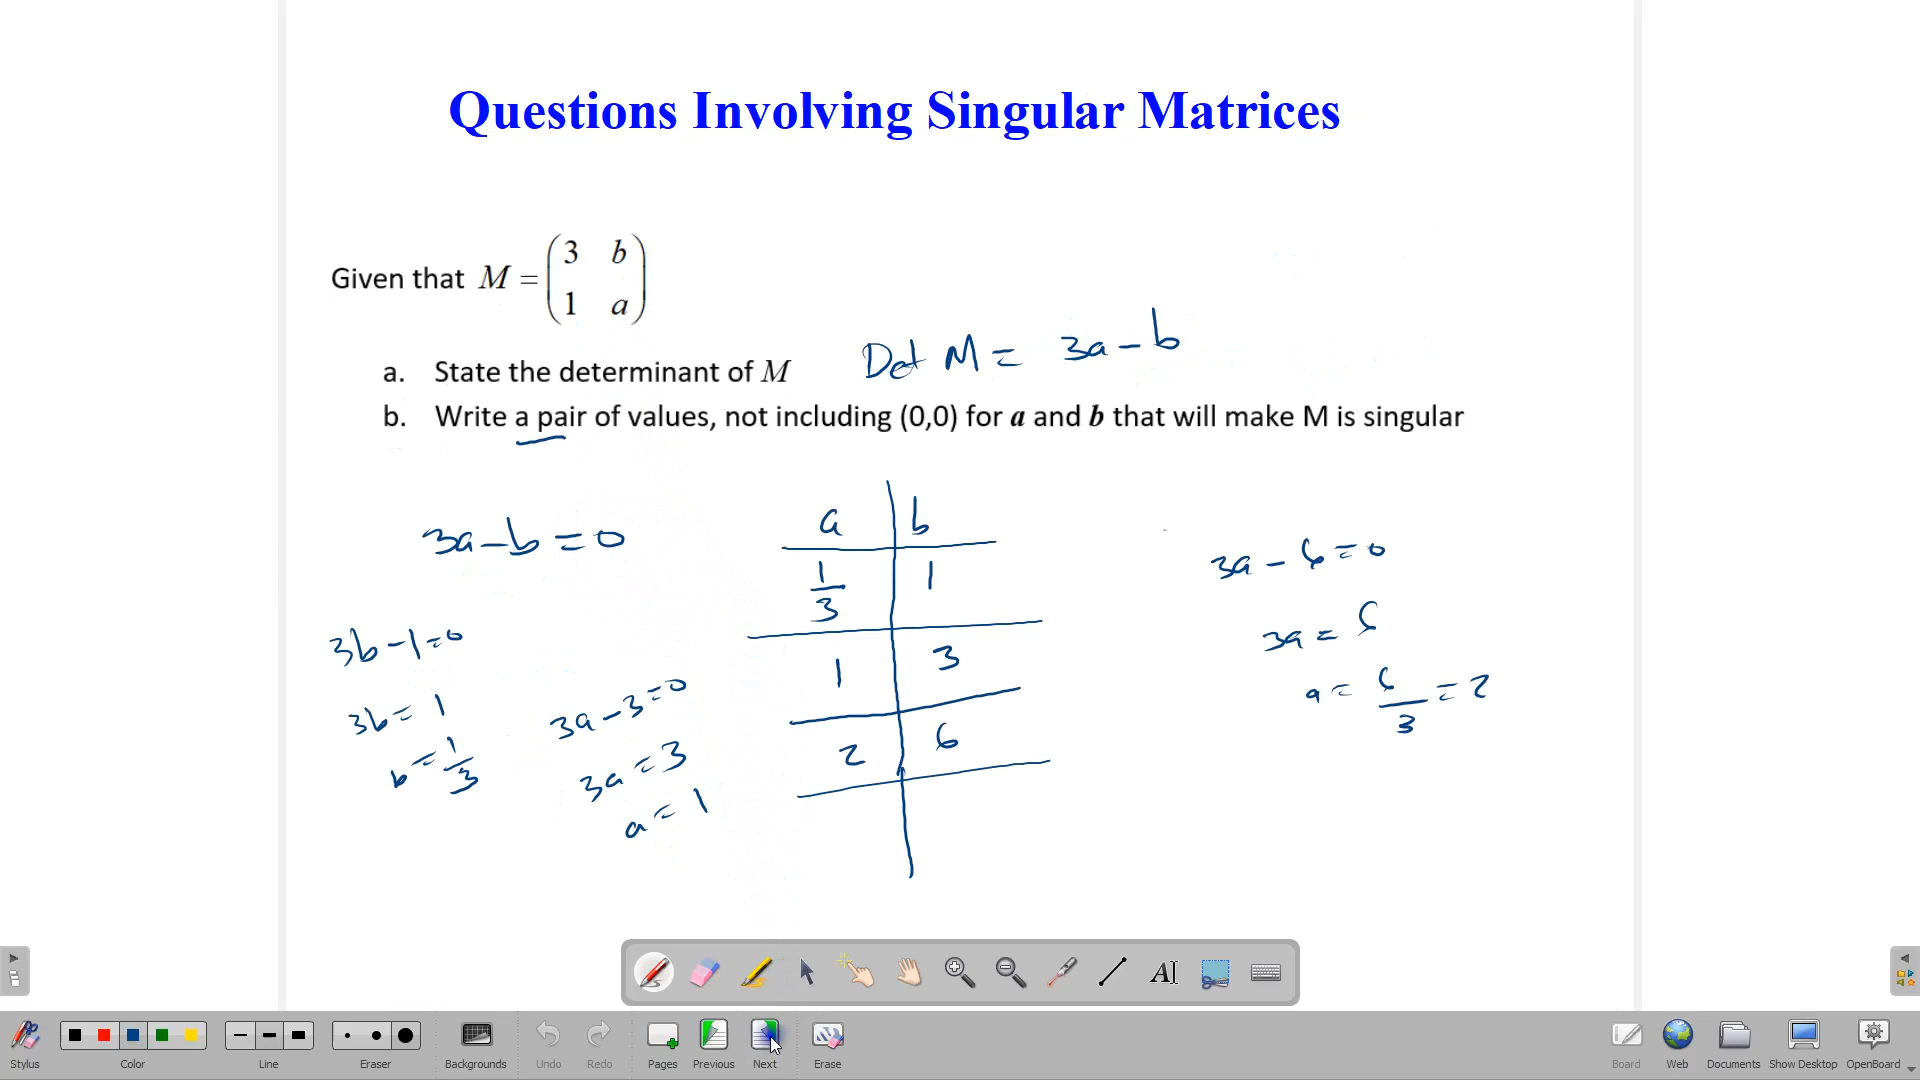 Questions Involving Singular Matrices
Given that M = ( 3 b
1 a )
a. State the determinant of M
Det M = 3a - b
b. Write a pair of values, not including (0,0) for a and b that will make M is singular
3a - b = 0
3b - 1 = 0
3b = 1
b = 1/3
3a - 3 = 0
3a = 3
a = 1
a b
1/3 1
1 3
2 6
3a - 6 = 0
3a = 6
a = 6/3 = 2
AI
Stylus Color Line Eraser Backgrounds Undo Redo Pages Previous Next Erase Board Web Documents Show Desktop OpenBoard